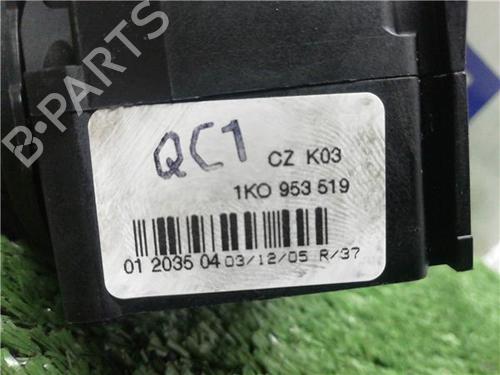 B-PARTS
QC1
CZ K03
1K0 953 519
01 2035 04 03/12/05 R/37